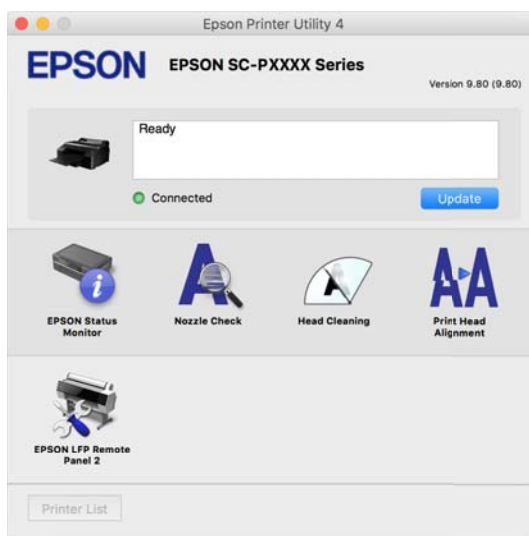 Epson Printer Utility 4
EPSON
EPSON SC-PXXXX Series
Version 9.80 (9.80)
Ready
Connected
Update
EPSON Status
Monitor
Nozzle Check
Head Cleaning
Print Head
Alignment
EPSON LFP Remote
Panel 2
Printer List